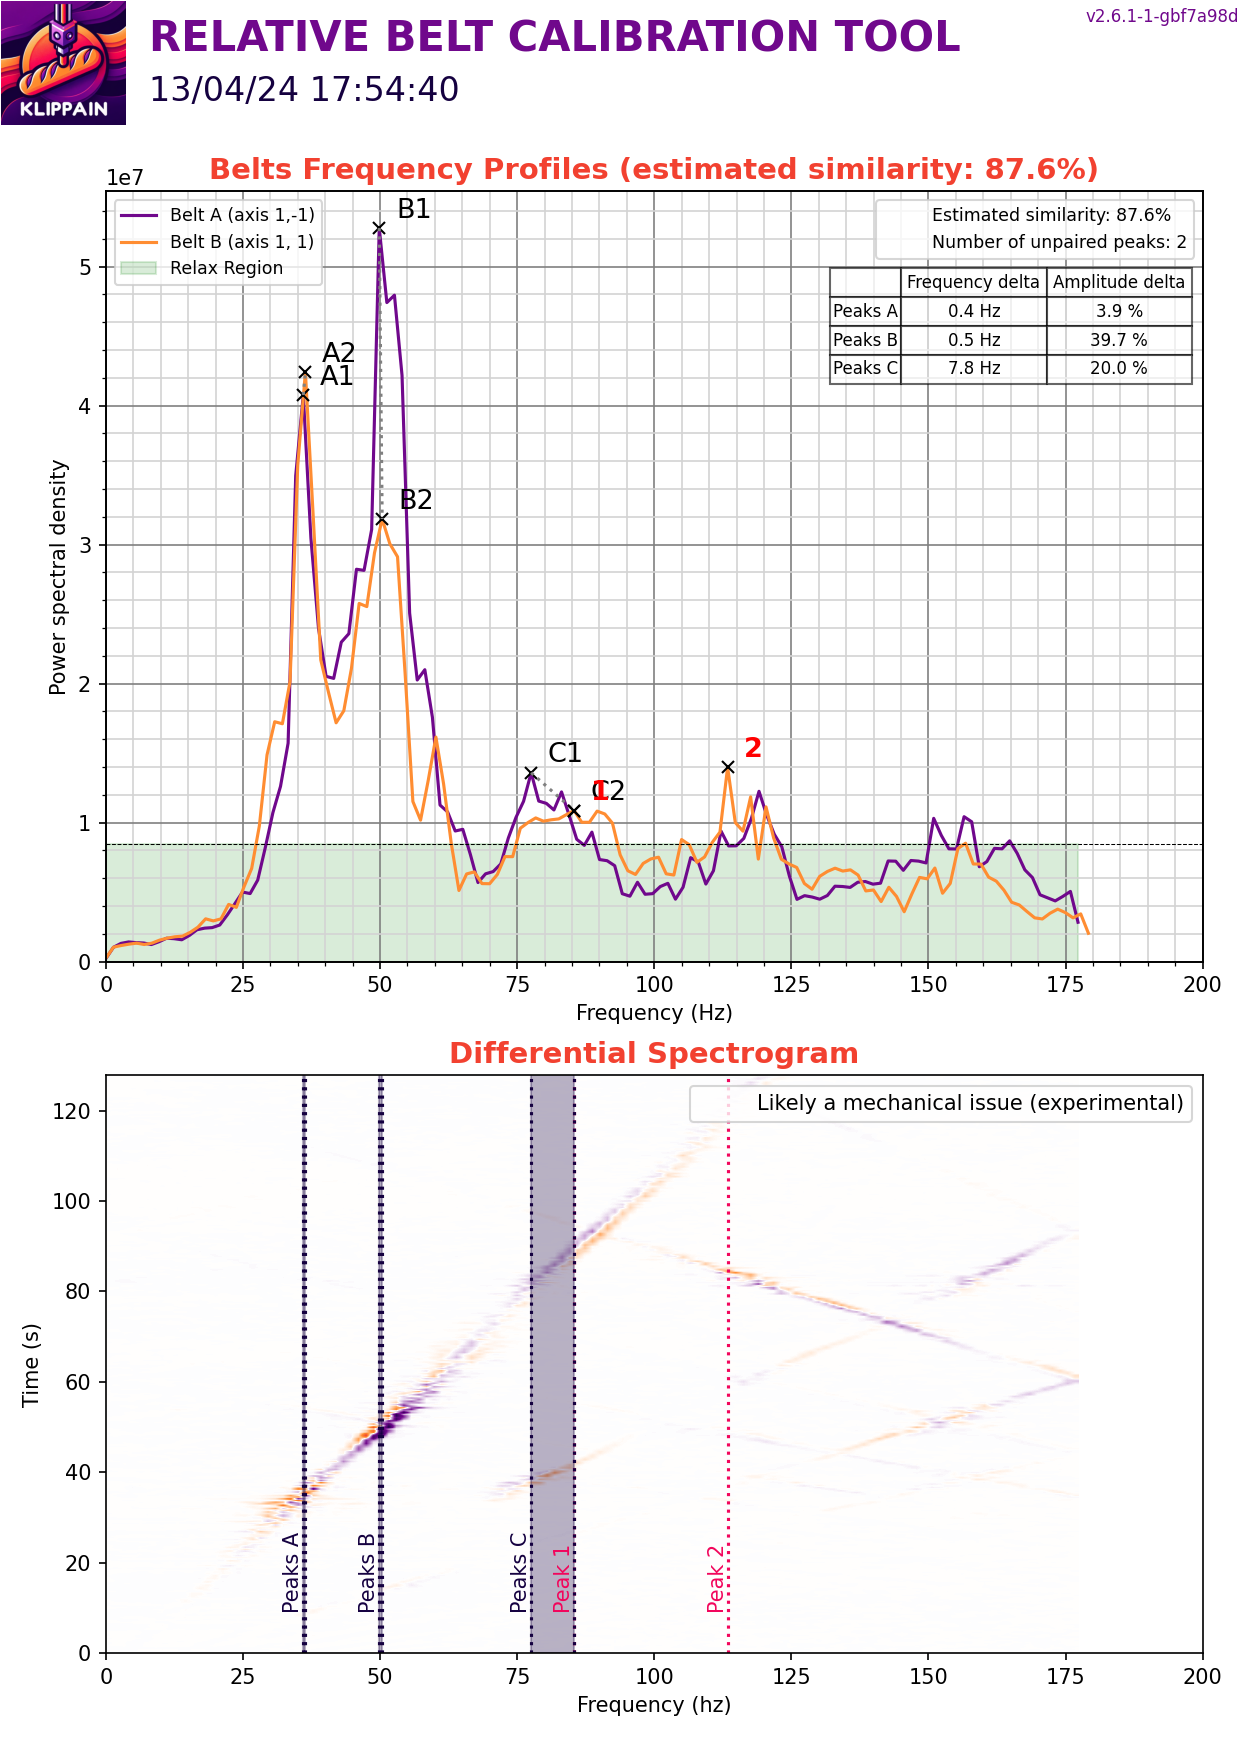 RELATIVE BELT CALIBRATION TOOL
v2.6.1-1-gbf7a98d
13/04/24 17:54:40
KLIPPAIN
Belts Frequency Profiles (estimated similarity: 87.6%)
1e7
Belt A (axis 1,-1)
Belt B (axis 1, 1)
Relax Region
Estimated similarity: 87.6%
Number of unpaired peaks: 2
Frequency delta Amplitude delta
Peaks A 0.4 Hz 3.9 %
Peaks B 0.5 Hz 39.7 %
Peaks C 7.8 Hz 20.0 %
B1
A2
A1
B2
C1
C2
1
2
5
4
3
2
1
0
Power spectral density
0 25 50 75 100 125 150 175 200
Frequency (Hz)
Differential Spectrogram
Likely a mechanical issue (experimental)
120
100
80
60
40
20
0
Time (s)
Peaks A
Peaks B
Peaks C
Peak 1
Peak 2
0 25 50 75 100 125 150 175 200
Frequency (hz)